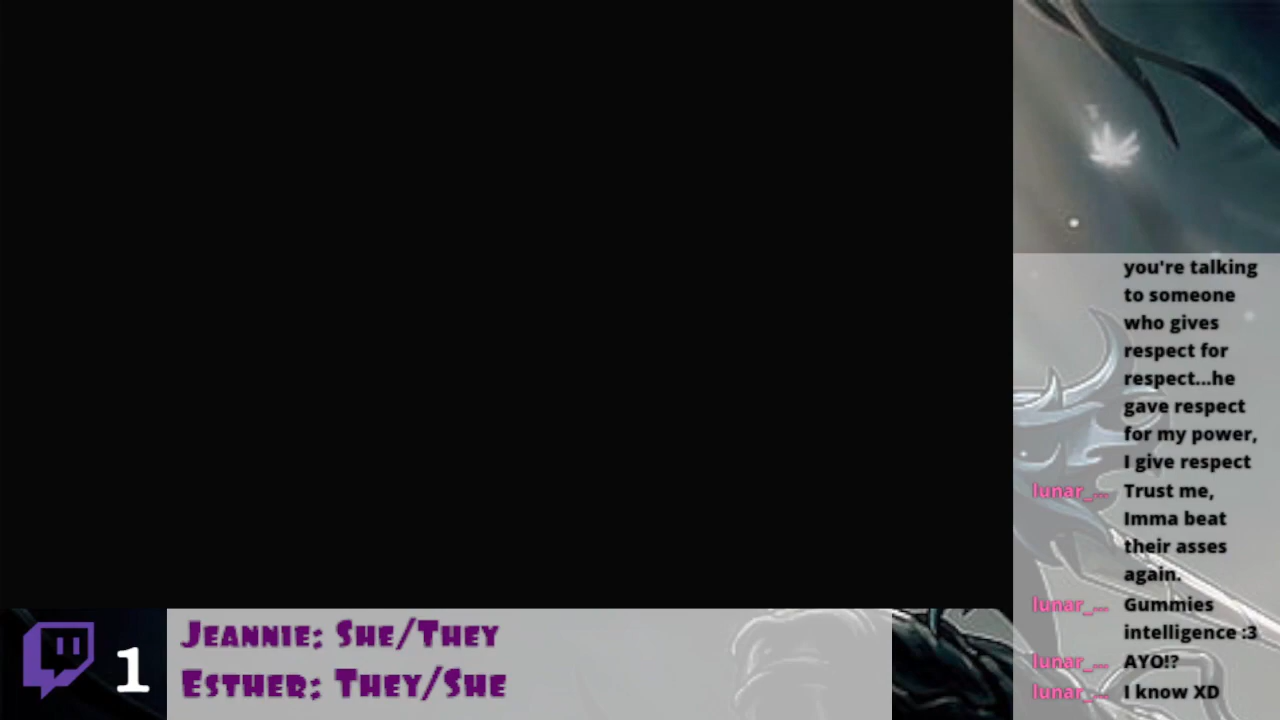 you're talking
to someone
who gives
respect for
respect...he
gave respect
for my power,
I give respect
lunar_... Trust me,
Imma beat
their asses
again.
lunar_... Gummies
intelligence :3
lunar_... AYO!?
lunar_... I know XD
1
Jeannie: She/They
Esther: They/She